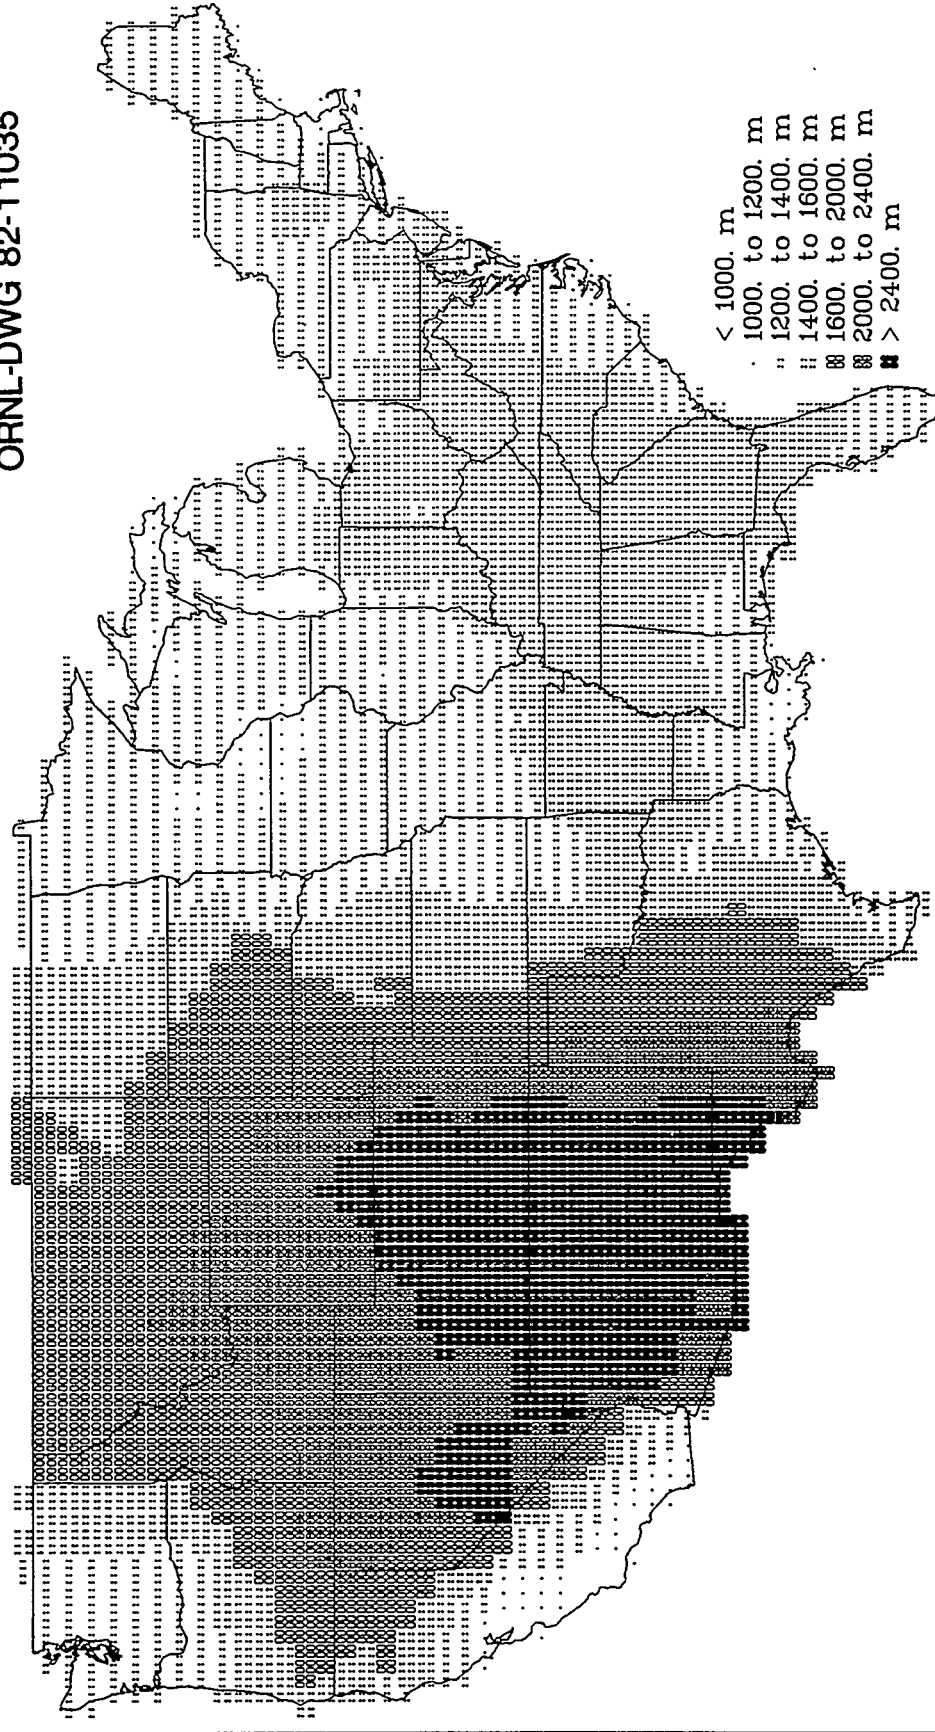 ORNL-DWG 82-11035
< 1000. m
. 1000. to 1200. m
:: 1200. to 1400. m
1400. to 1600. m
1600. to 2000. m
2000. to 2400. m
> 2400. m